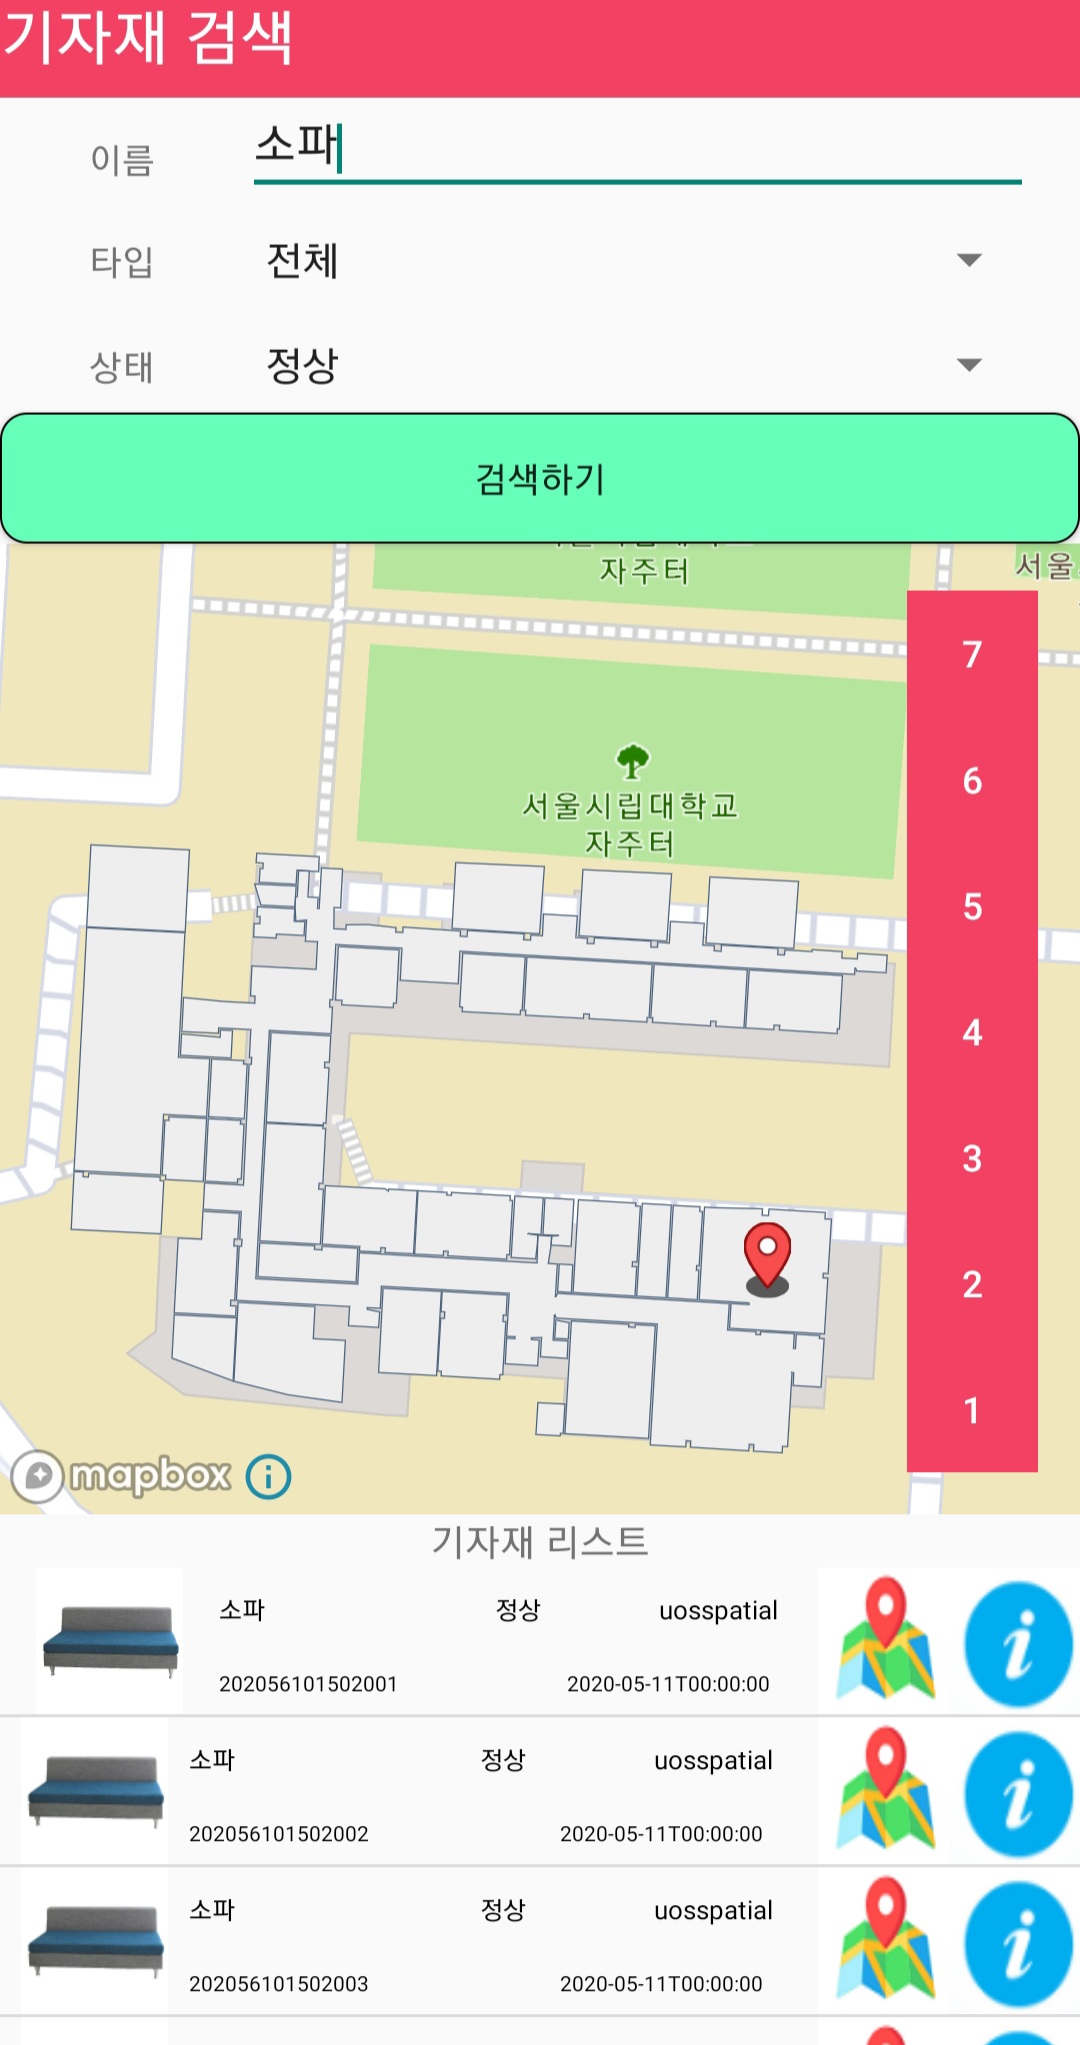 기자재 검색
이름
소파
타입
전체
상태
정상
검색하기
자주터
서울
7
6
서울시립대학교
자주터
5
4
3
2
1
mapbox
기자재 리스트
소파 정상 uosspatial
202056101502001 2020-05-11T00:00:00
소파 정상 uosspatial
202056101502002 2020-05-11T00:00:00
소파 정상 uosspatial
202056101502003 2020-05-11T00:00:00